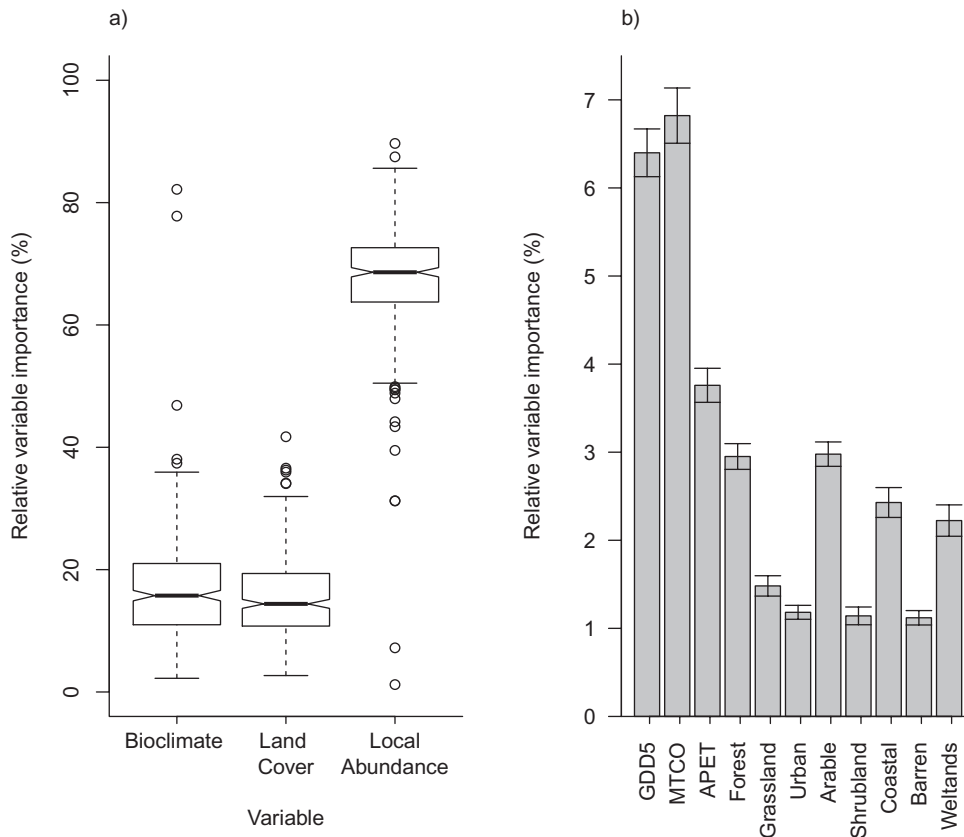 a)
Relative variable importance (%)
100
80
60
40
20
0
Bioclimate
Land
Cover
Local
Abundance
Variable
b)
Relative variable importance (%)
7
6
5
4
3
2
1
0
GDD5
MTCO
APET
Forest
Grassland
Urban
Arable
Shrubland
Coastal
Barren
Weltands